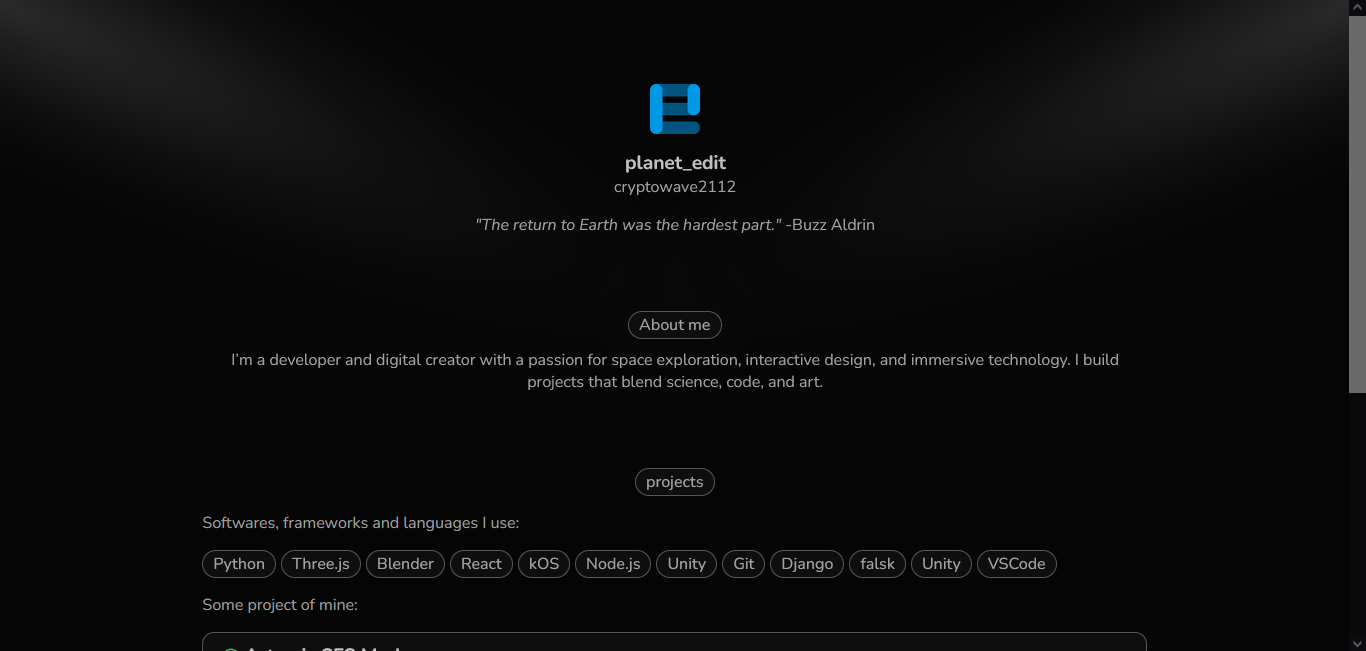 planet_edit
cryptowave2112
"The return to Earth was the hardest part." -Buzz Aldrin
About me
I'm a developer and digital creator with a passion for space exploration, interactive design, and immersive technology. I build
projects that blend science, code, and art.
projects
Softwares, frameworks and languages I use:
Python Three.js Blender React kOS Node.js Unity Git Django falsk Unity VSCode
Some project of mine: